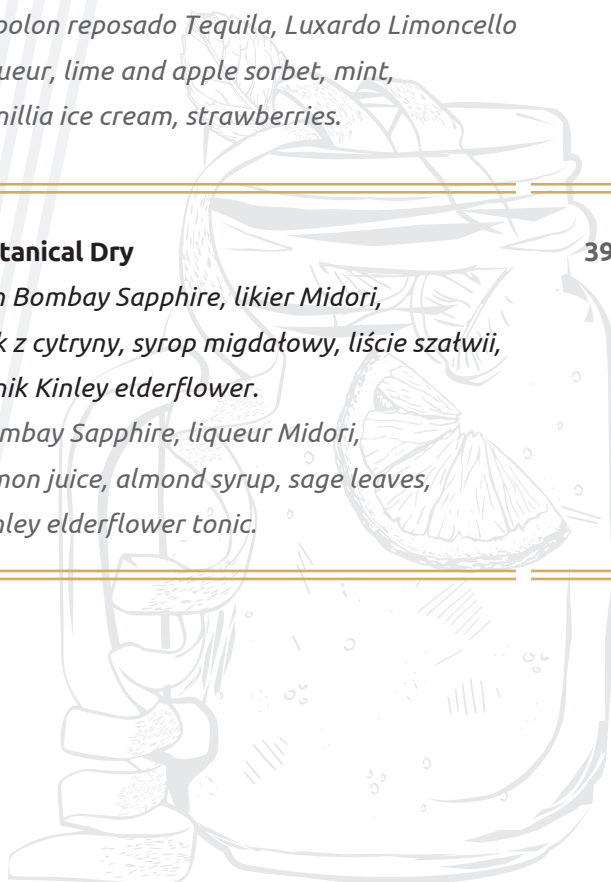 polon reposado Tequila, Luxardo Limoncello
ueur, lime and apple sorbet, mint,
nillia ice cream, strawberries.
tanical Dry 39
n Bombay Sapphire, likier Midori,
k z cytryny, syrop migdałowy, liście szałwii,
nik Kinley elderflower.
mbay Sapphire, liqueur Midori,
mon juice, almond syrup, sage leaves,
nley elderflower tonic.